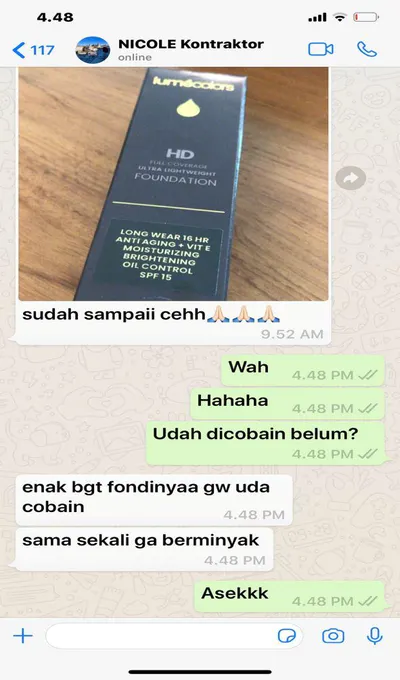 4.48
117
NICOLE Kontraktor
online
lumecolors
HD
FULL COVERAGE
ULTRA LIGHTWEIGHT
FOUNDATION
LONG WEAR 16 HR
ANTI AGING + VIT E
MOISTURIZING
BRIGHTENING
OIL CONTROL
SPF 15
sudah sampaii cehh🙏🏻🙏🏻🙏🏻
9.52 AM
Wah
4.48 PM
Hahaha
4.48 PM
Udah dicobain belum?
4.48 PM
enak bgt fondinyaa gw uda
cobain
4.48 PM
sama sekali ga berminyak
4.48 PM
Asekkk
4.48 PM